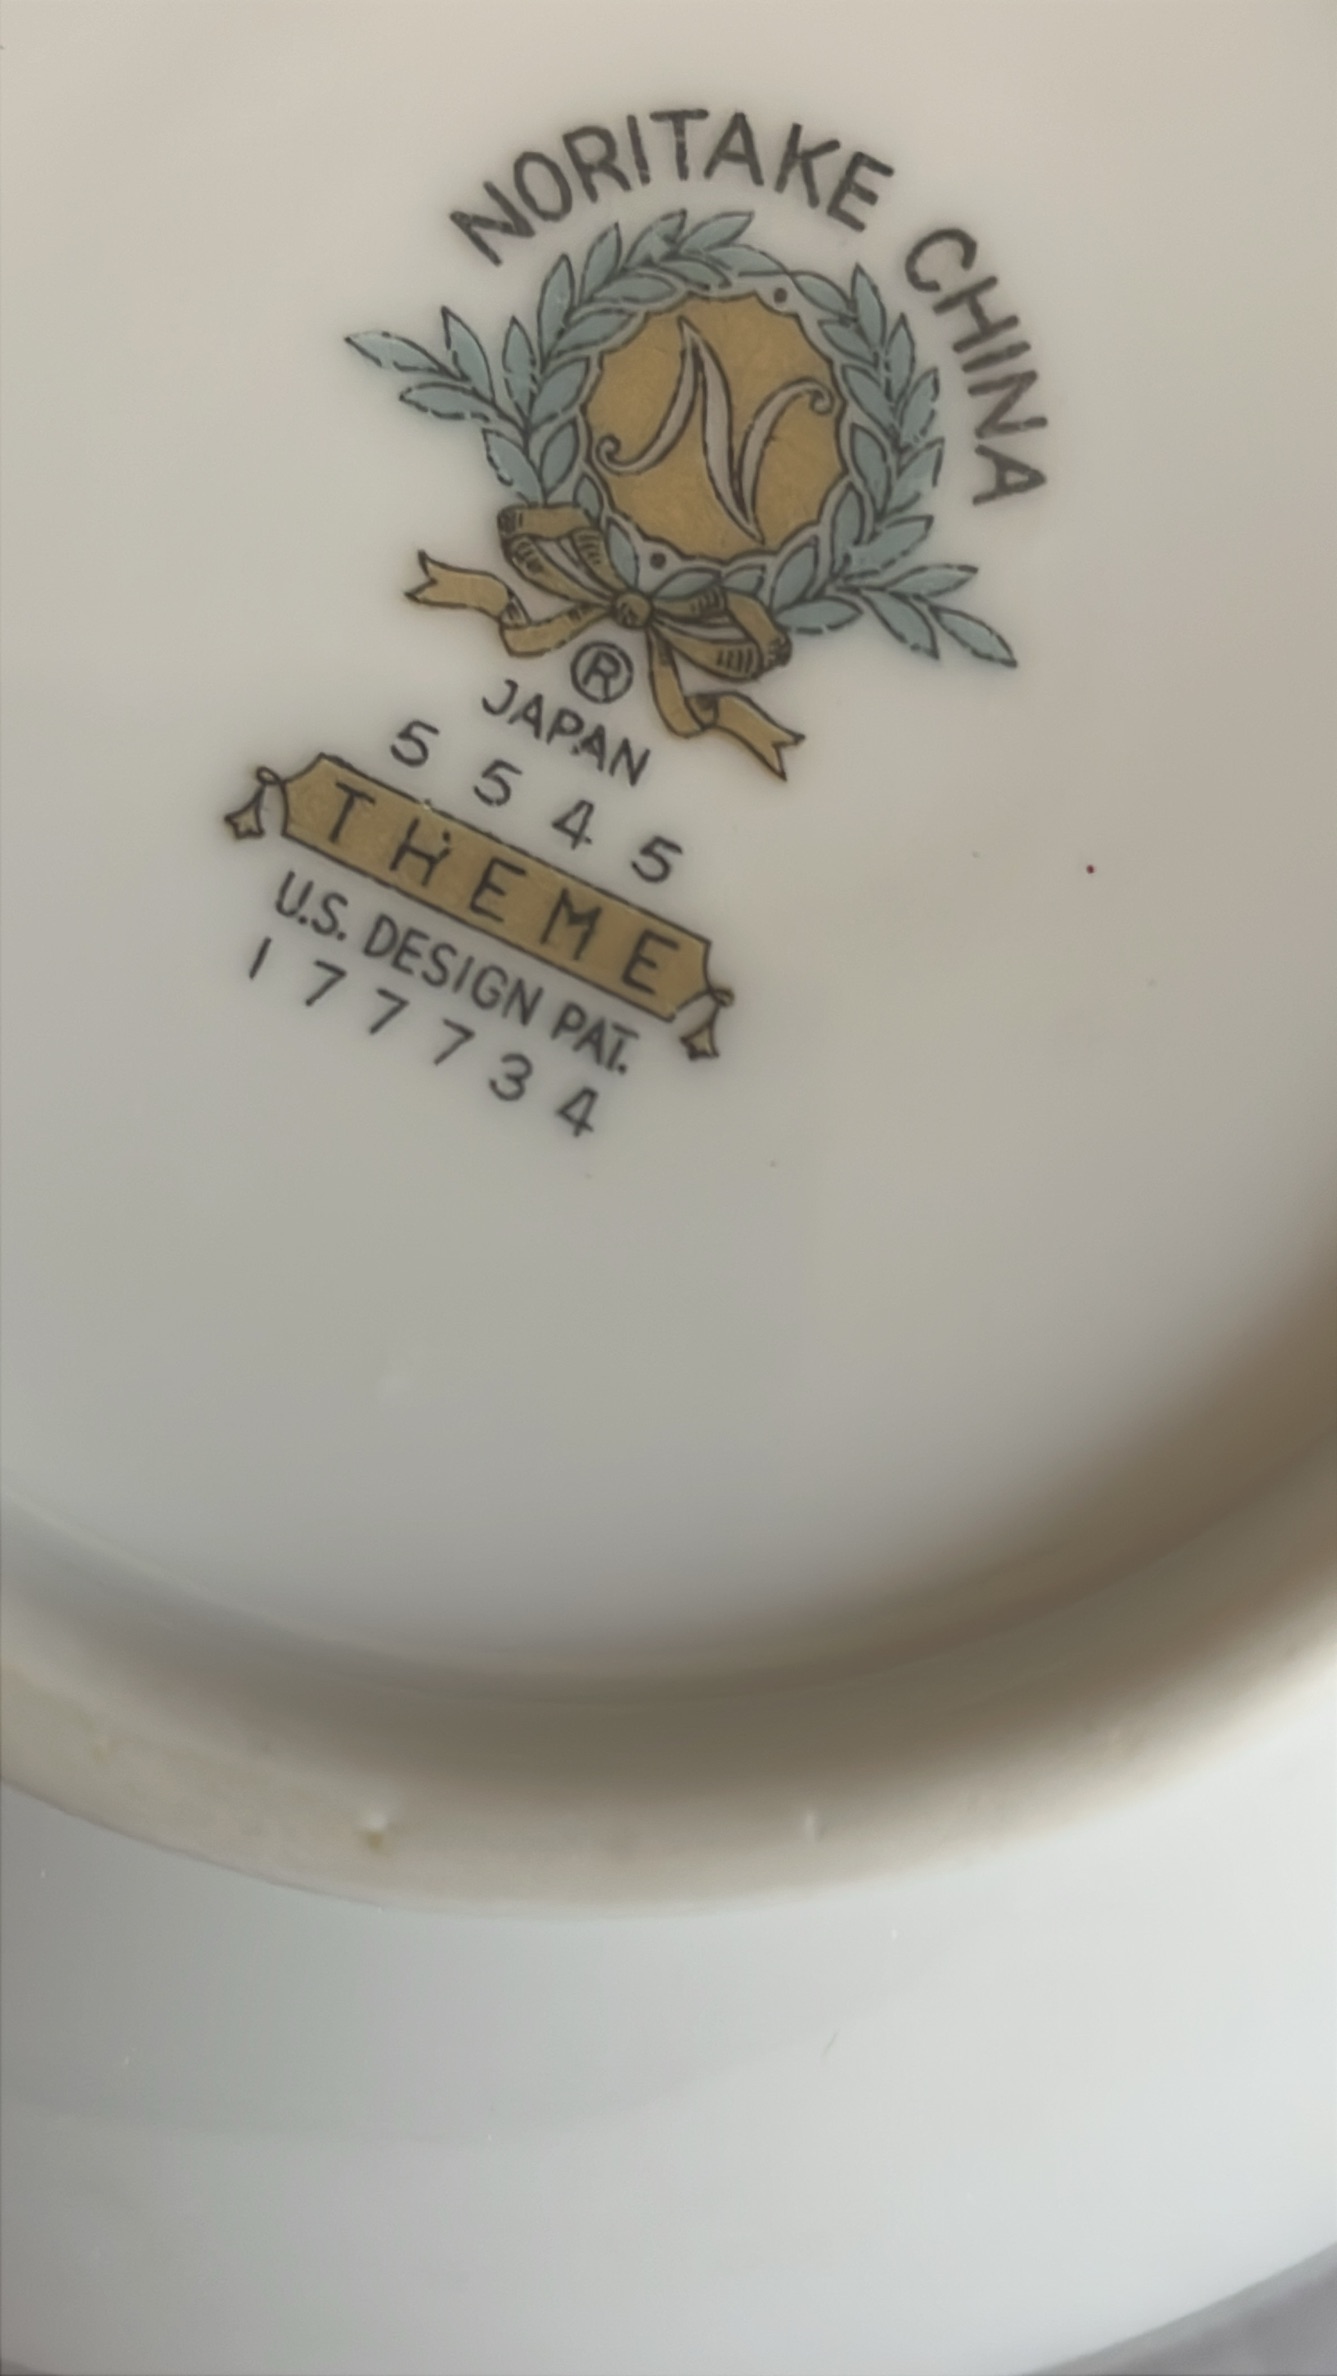 NORITAKE CHINA
N
®
JAPAN
5545
THEME
U.S. DESIGN PAT.
177734